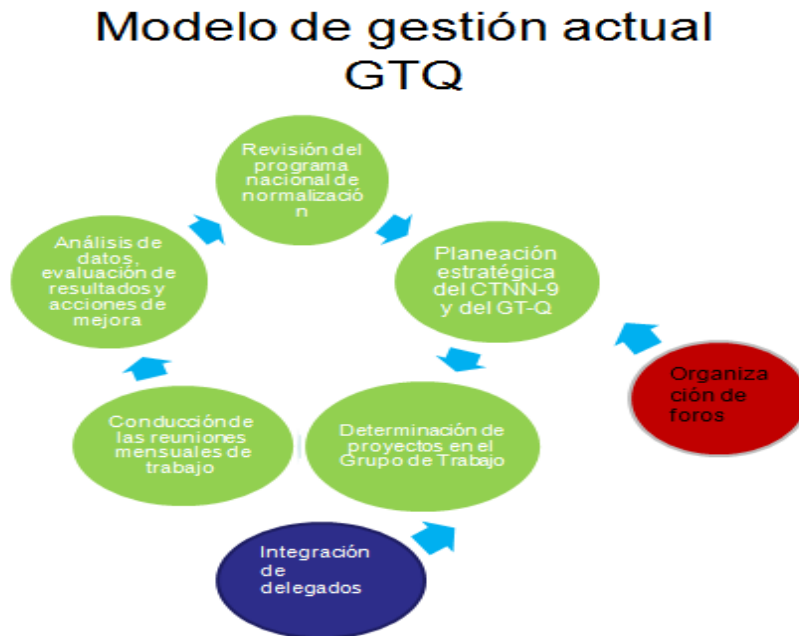 Modelo de gestión actual
GTQ
Revisión del
programa
nacional de
normalizació
n
Planeación
estratégica
del CTNN-9
y del GT-Q
Organiza
ción de
foros
Determinación de
proyectos en el
Grupo de Trabajo
Integración
de
delegados
Conducción de
las reuniones
mensuales de
trabajo
Análisis de
datos,
evaluación de
resultados y
acciones de
mejora